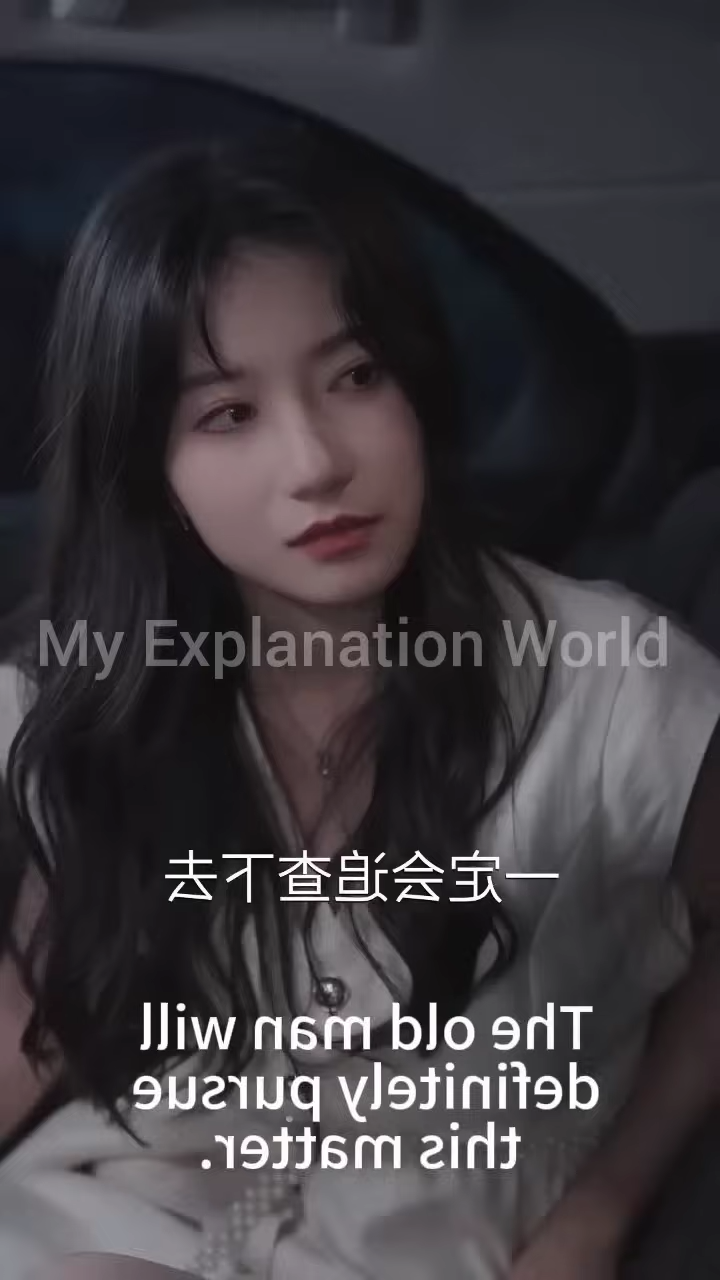 My Explanation World
一定会追查下去
The old man will
definitely pursue
this matter.